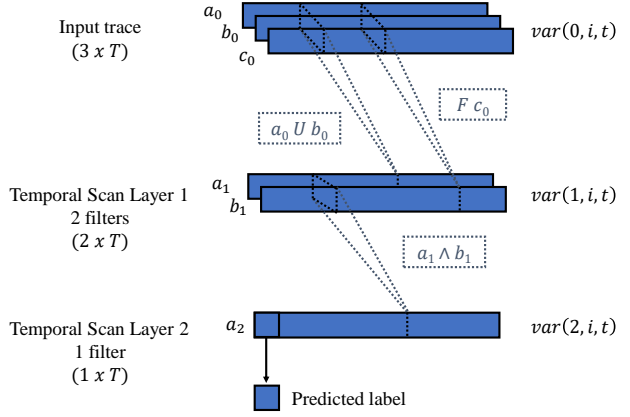 Input trace
(3 x T)
a0
b0
c0
var(0, i, t)
a0 U b0
F c0
Temporal Scan Layer 1
2 filters
(2 x T)
a1
b1
var(1, i, t)
a1 ∧ b1
Temporal Scan Layer 2
1 filter
(1 x T)
a2
var(2, i, t)
Predicted label